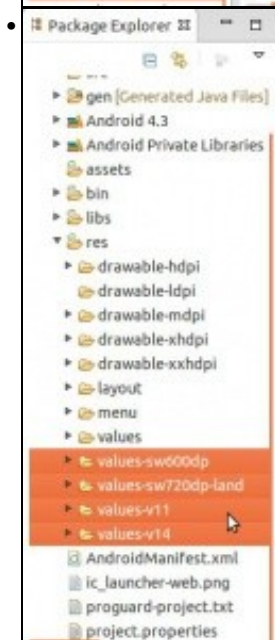 Package Explorer
gen [Generated Java Files]
Android 4.3
Android Private Libraries
assets
bin
libs
res
drawable-hdpi
drawable-ldpi
drawable-mdpi
drawable-xhdpi
drawable-xxhdpi
layout
menu
values
values-sw600dp
values-sw720dp-land
values-v11
values-v14
AndroidManifest.xml
ic_launcher-web.png
proguard-project.txt
project.properties